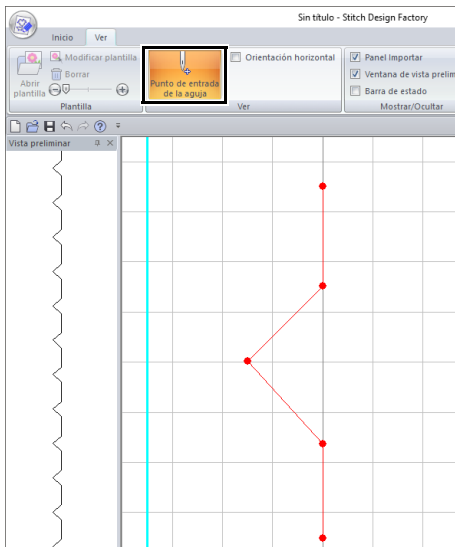 Sin título - Stitch Design Factory
Inicio Ver
Abrir plantilla
Modificar plantilla
Borrar
Plantilla
Punto de entrada de la aguja
Orientación horizontal
Ver
Panel Importar
Ventana de vista prelim
Barra de estado
Mostrar/Ocultar
Vista preliminar